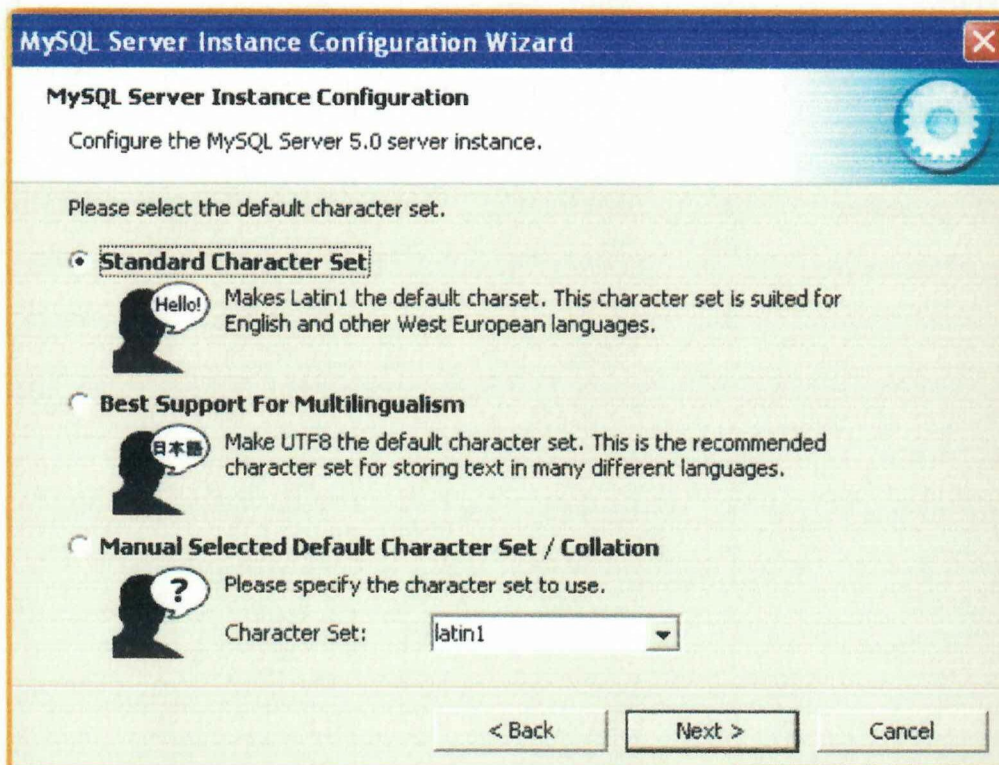 MySQL Server Instance Configuration Wizard
MySQL Server Instance Configuration
Configure the MySQL Server 5.0 server instance.
Please select the default character set.
Standard Character Set
Hello!
Makes Latin1 the default charset. This character set is suited for
English and other West European languages.
Best Support For Multilingualism
日本語
Make UTF8 the default character set. This is the recommended
character set for storing text in many different languages.
Manual Selected Default Character Set / Collation
?
Please specify the character set to use.
Character Set:
latin1
< Back
Next >
Cancel